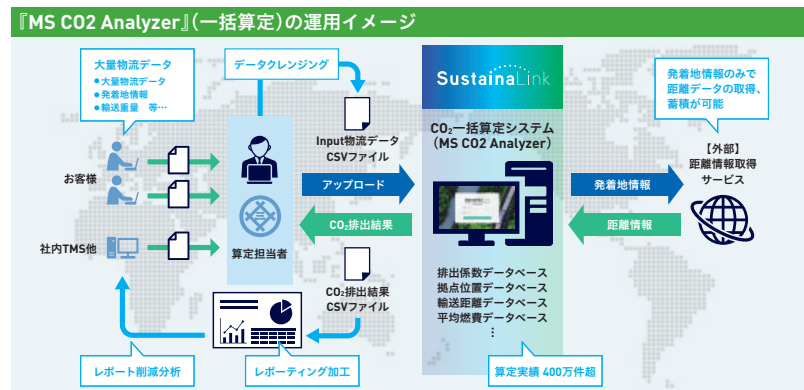 『MS CO2 Analyzer』(一括算定)の運用イメージ
大量物流データ
●大量物流データ
●発着地情報
●輸送重量 等…
お客様
社内TMS他
データクレンジング
算定担当者
Input物流データ
CSVファイル
アップロード
CO₂排出結果
CO₂排出結果
CSVファイル
レポート削減分析
レポーティング加工
SustainaLink
CO₂一括算定システム
(MS CO2 Analyzer)
排出係数データベース
拠点位置データベース
輸送距離データベース
平均燃費データベース
⋮
算定実績 400万件超
発着地情報
距離情報
発着地情報のみで
距離データの取得、
蓄積が可能
【外部】
距離情報取得
サービス